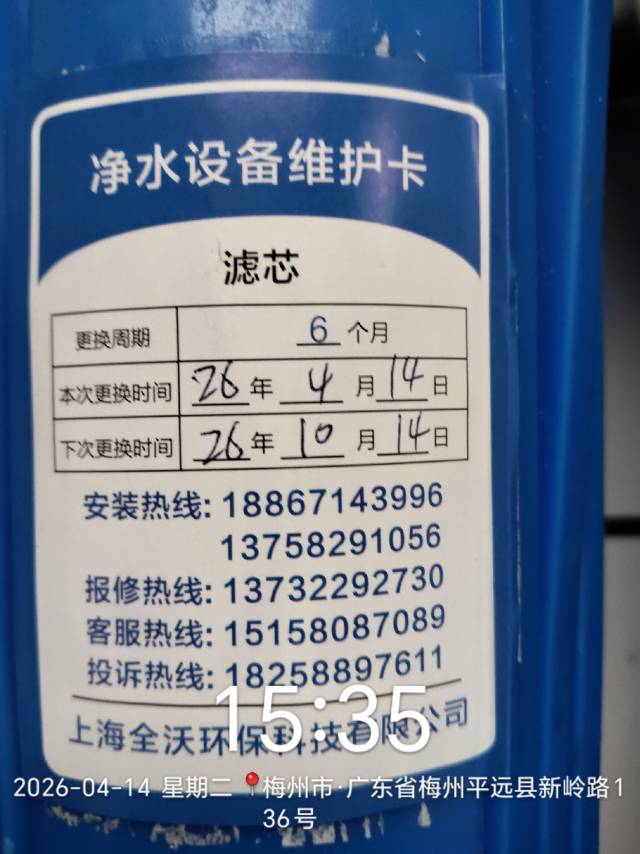 净水设备维护卡
滤芯
更换周期 6 个月
本次更换时间 26 年 4 月 14 日
下次更换时间 26 年 10 月 14 日
安装热线: 18867143996
13758291056
报修热线: 13732292730
客服热线: 15158087089
投诉热线: 18258897611
15:35
上海全沃环保科技有限公司
2026-04-14 星期二 📍梅州市·广东省梅州平远县新岭路1
36号